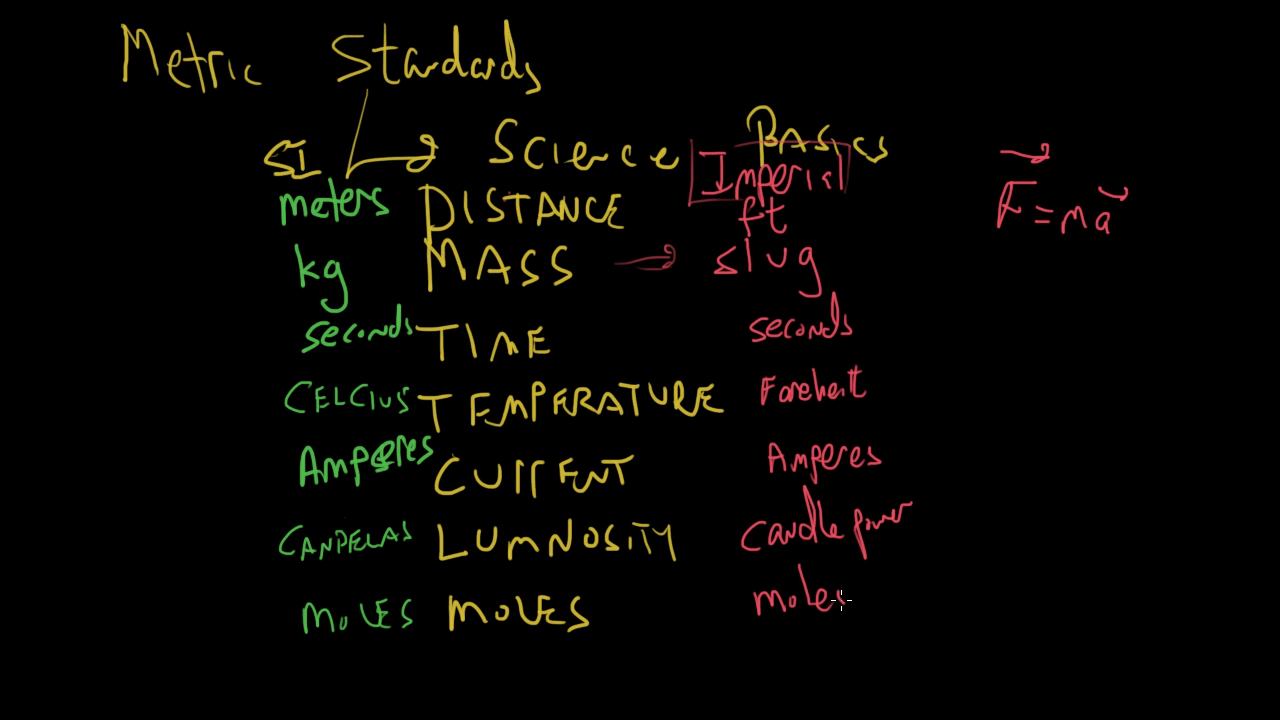 Metric Standards
SI Science BASICS
Imperial
meters DISTANCE ft
kg MASS slug
seconds TIME seconds
CELCIUS TEMPERATURE Fareheit
Amperes CURRENT Amperes
CANDELAS LUMNOSITY Candle power
MOLES MOLES moles
F = ma